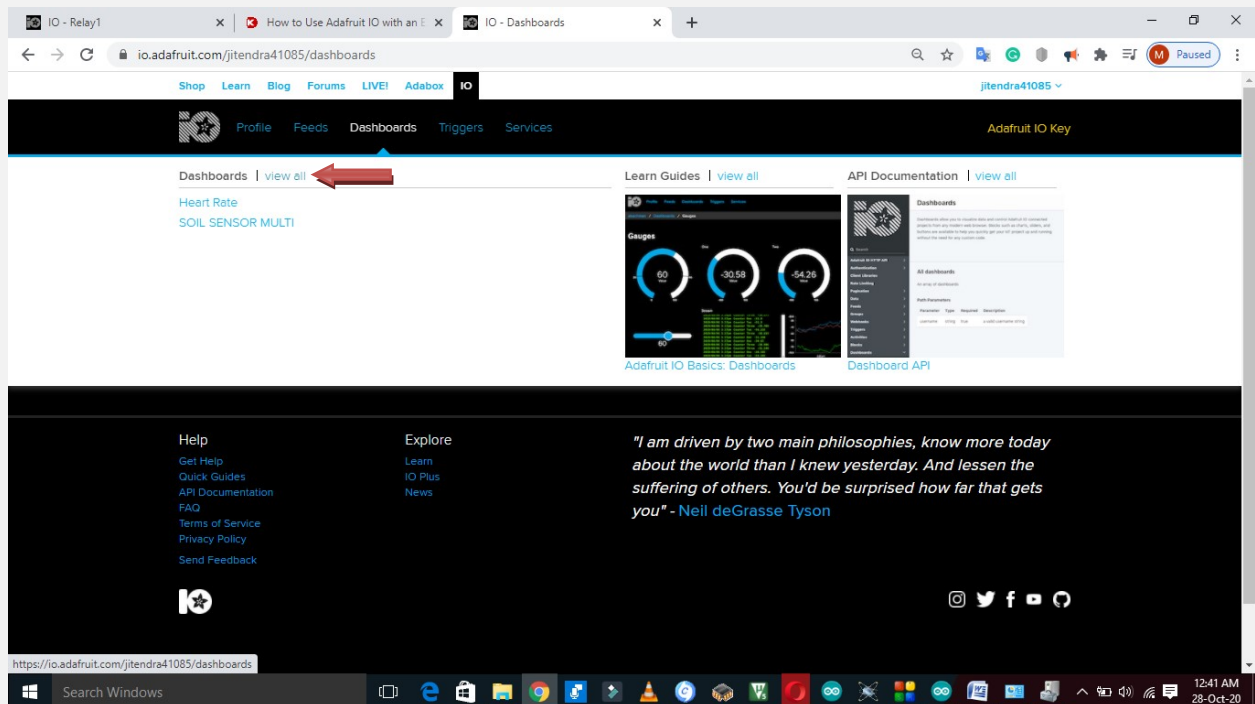 IO - Relay1
How to Use Adafruit IO with an E
IO - Dashboards
io.adafruit.com/jitendra41085/dashboards
M Paused
Shop Learn Blog Forums LIVE! Adabox IO
jitendra41085
Profile Feeds Dashboards Triggers Services
Adafruit IO Key
Dashboards | view all
Heart Rate
SOIL SENSOR MULTI
Learn Guides | view all
Gauges
60
-30.58
-54.26
60
Adafruit IO Basics: Dashboards
API Documentation | view all
Dashboards
All dashboards
Path Parameters
Dashboard API
Help
Get Help
Quick Guides
API Documentation
FAQ
Terms of Service
Privacy Policy
Send Feedback
Explore
Learn
IO Plus
News
"I am driven by two main philosophies, know more today
about the world than I knew yesterday. And lessen the
suffering of others. You'd be surprised how far that gets
you" - Neil deGrasse Tyson
https://io.adafruit.com/jitendra41085/dashboards
Search Windows
12:41 AM
28-Oct-20